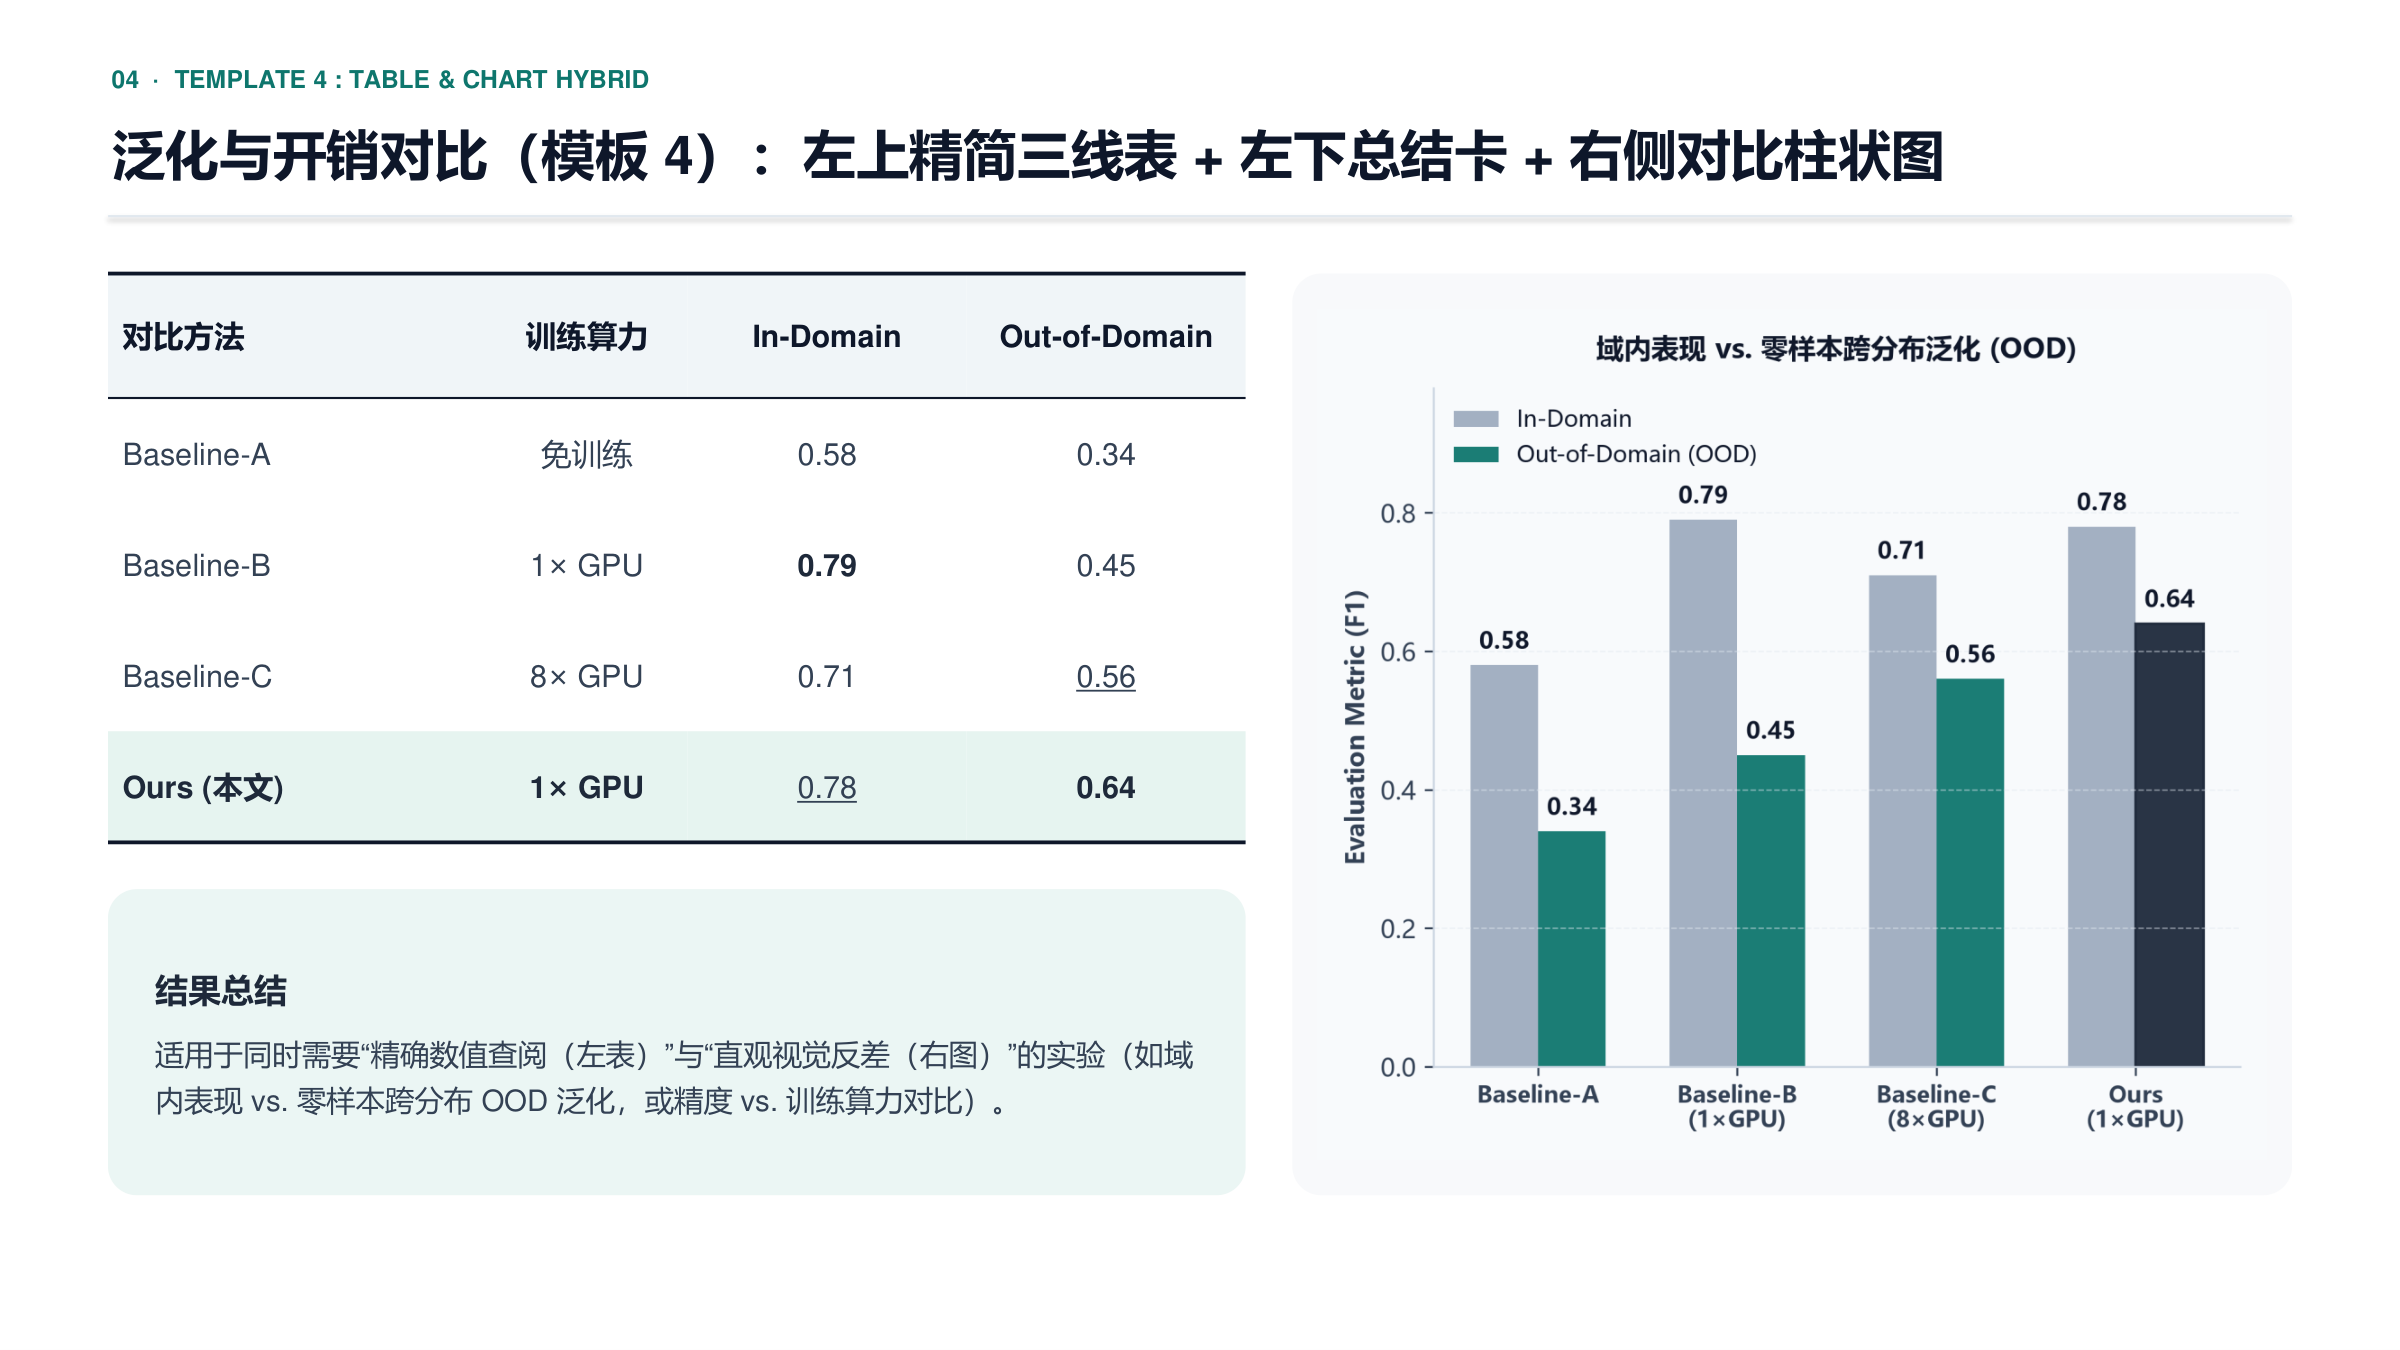 04 · TEMPLATE 4 : TABLE & CHART HYBRID
泛化与开销对比（模板 4）：左上精简三线表 + 左下总结卡 + 右侧对比柱状图
对比方法 训练算力 In-Domain Out-of-Domain
Baseline-A 免训练 0.58 0.34
Baseline-B 1× GPU 0.79 0.45
Baseline-C 8× GPU 0.71 0.56
Ours (本文) 1× GPU 0.78 0.64
结果总结
适用于同时需要“精确数值查阅（左表）”与“直观视觉反差（右图）”的实验（如域
内表现 vs. 零样本跨分布 OOD 泛化，或精度 vs. 训练算力对比）。
域内表现 vs. 零样本跨分布泛化 (OOD)
In-Domain
Out-of-Domain (OOD)
Evaluation Metric (F1)
0.8
0.6
0.4
0.2
0.0
0.58
0.34
0.79
0.45
0.71
0.56
0.78
0.64
Baseline-A
Baseline-B
(1×GPU)
Baseline-C
(8×GPU)
Ours
(1×GPU)